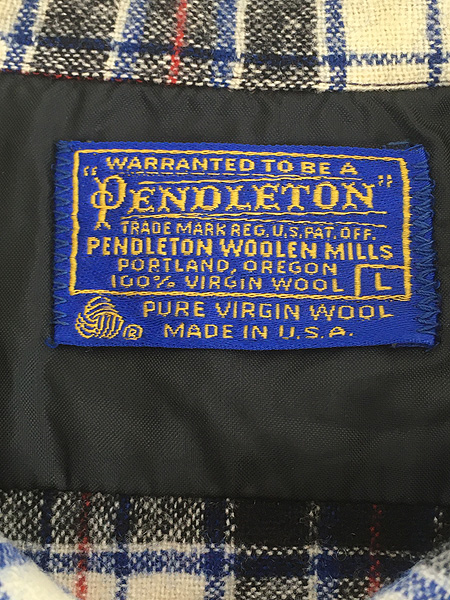 WARRANTED TO BE A
"PENDLETON"
TRADE MARK REG. U.S. PAT. OFF.
PENDLETON WOOLEN MILLS
PORTLAND, OREGON
100% VIRGIN WOOL L
® PURE VIRGIN WOOL
MADE IN U.S.A.